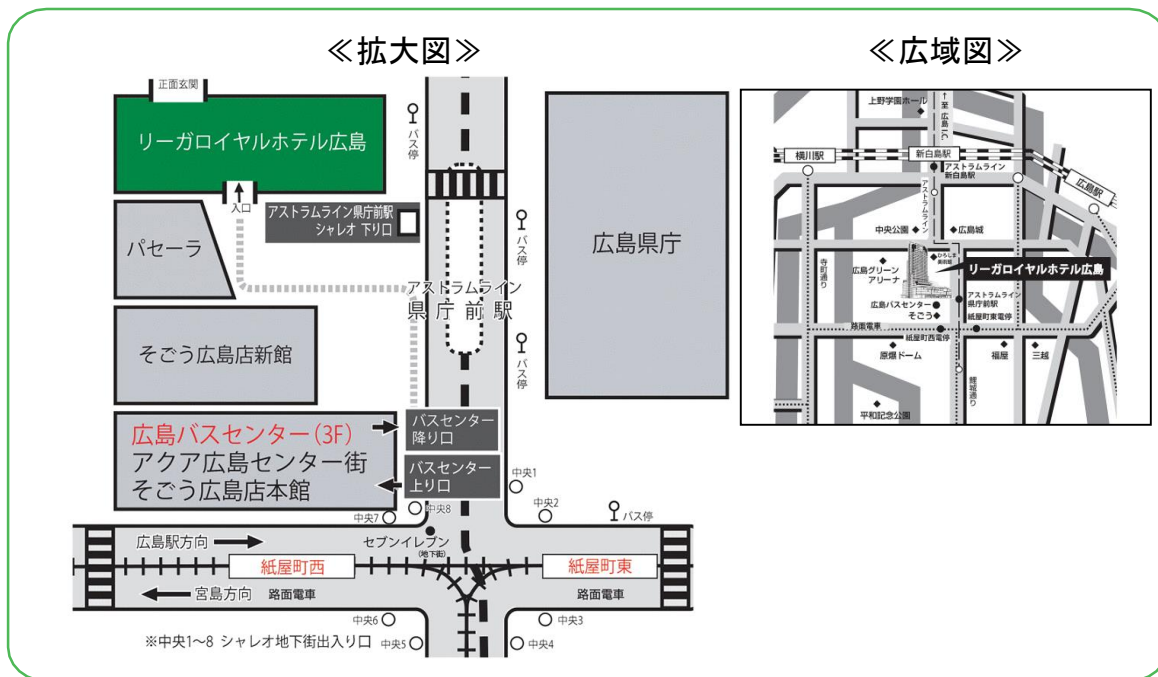 ≪拡大図≫
正面玄関
リーガロイヤルホテル広島
入口
バス停
アストラムライン県庁前駅
シャレオ 下り口
パセーラ
バス停
広島県庁
アストラムライン
県庁前駅
そごう広島店新館
バス停
広島バスセンター(3F)
アクア広島センター街
そごう広島店本館
バスセンター
降り口
バスセンター
上り口
中央1
中央2
中央7
中央8
バス停
セブンイレブン
(地下街)
広島駅方向
紙屋町西
紙屋町東
宮島方向
路面電車
路面電車
中央6
中央3
※中央1~8 シャレオ地下街出入り口
中央5
中央4
≪広域図≫
上野学園ホール
↑至 広島I.C.
横川駅
新白島駅
アストラムライン
新白島駅
広島駅
アストラムライン
中央公園
広島城
ひろしま
美術館
寺町通り
広島グリーン
アリーナ
リーガロイヤルホテル広島
アストラムライン
県庁前駅
広島バスセンター
そごう
紙屋町東電停
路面電車
紙屋町西電停
原爆ドーム
福屋
三越
鯉城通り
平和記念公園